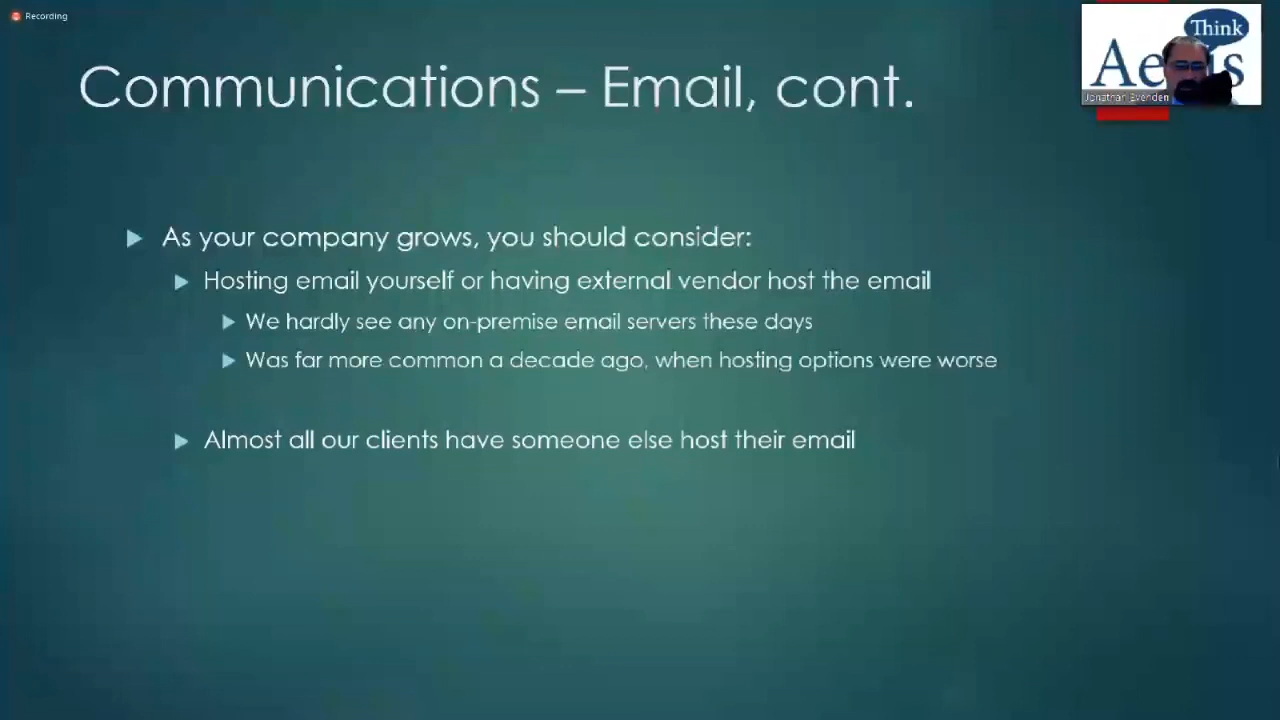 Recording
Think
Communications – Email, cont.
Jonathan Evenden
As your company grows, you should consider:
Hosting email yourself or having external vendor host the email
We hardly see any on-premise email servers these days
Was far more common a decade ago, when hosting options were worse
Almost all our clients have someone else host their email